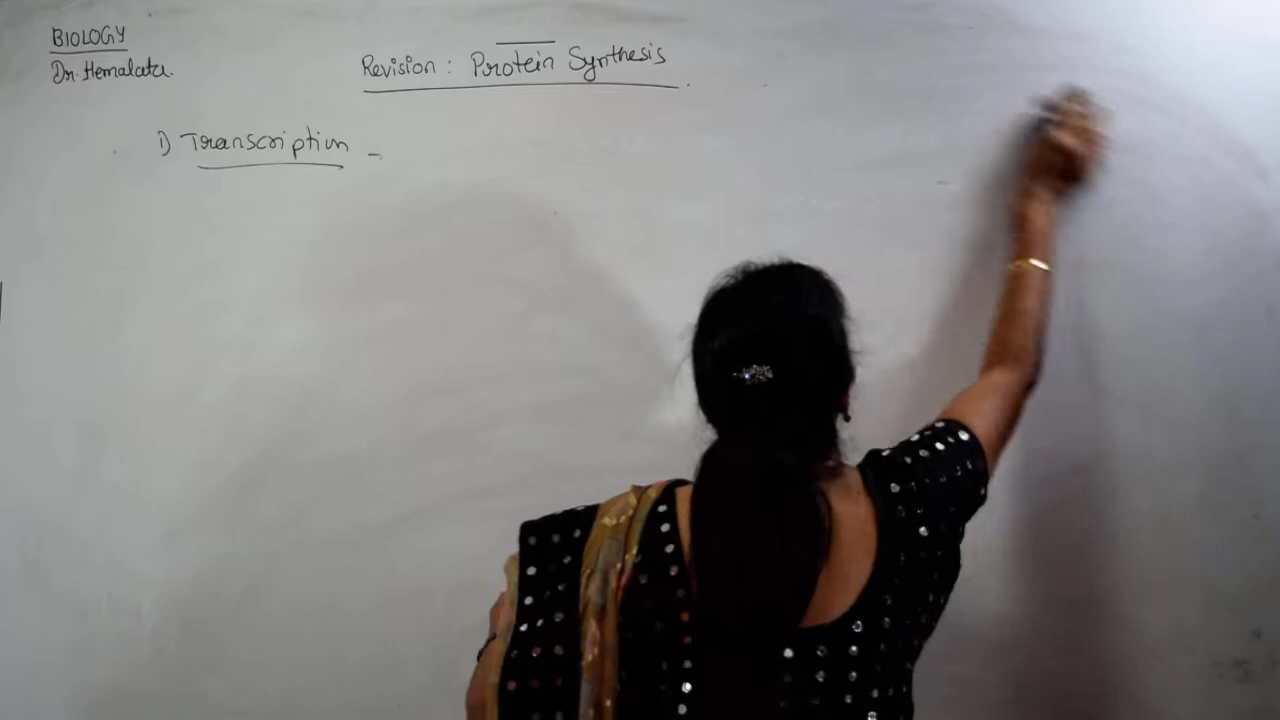 BIOLOGY
Dr. Hemalata.
Revision : Protein Synthesis
1) Transcription -